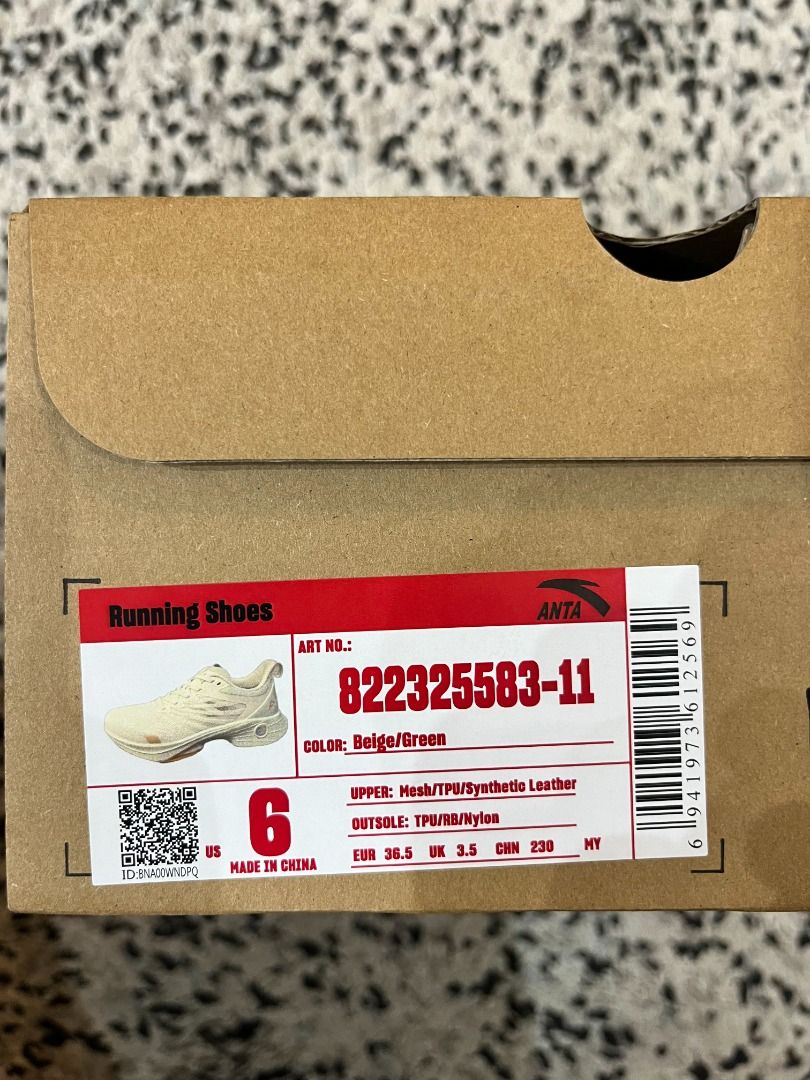 Running Shoes
ANTA
ART NO.:
822325583-11
COLOR: Beige/Green
UPPER: Mesh/TPU/Synthetic Leather
OUTSOLE: TPU/RB/Nylon
EUR 36.5 UK 3.5 CHN 230 MY
US 6
MADE IN CHINA
ID:BNA00WNDPQ
6 941973 612569